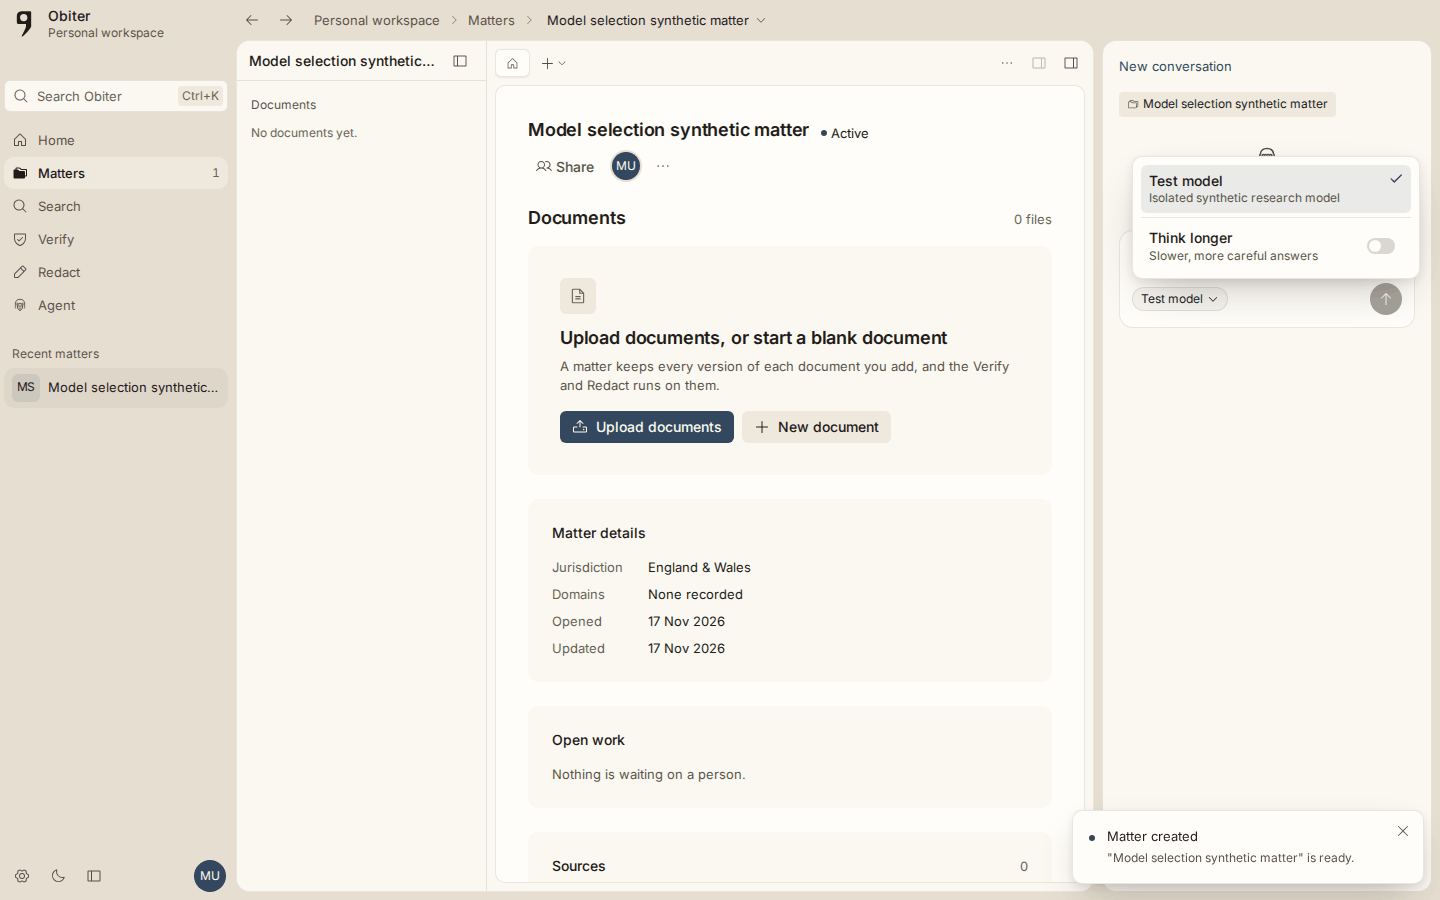 Obiter
Personal workspace
Search Obiter
Ctrl+K
Home
Matters
1
Search
Verify
Redact
Agent
Recent matters
MS
Model selection synthetic...
MU
Personal workspace
Matters
Model selection synthetic matter
Model selection synthetic...
Documents
No documents yet.
Model selection synthetic matter
Active
Share
MU
Documents
0 files
Upload documents, or start a blank document
A matter keeps every version of each document you add, and the Verify
and Redact runs on them.
Upload documents
New document
Matter details
Jurisdiction
England & Wales
Domains
None recorded
Opened
17 Nov 2026
Updated
17 Nov 2026
Open work
Nothing is waiting on a person.
Sources
0
New conversation
Model selection synthetic matter
Test model
Isolated synthetic research model
Think longer
Slower, more careful answers
Test model
Matter created
"Model selection synthetic matter" is ready.